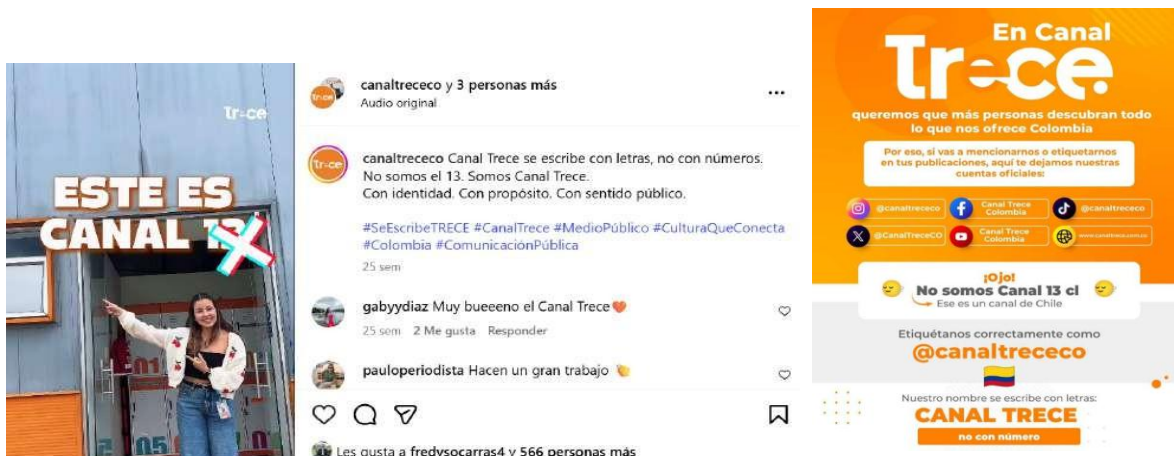 Trece
ESTE ES
CANAL
canaltrececo y 3 personas más
Audio original
canaltrececo Canal Trece se escribe con letras, no con números.
No somos el 13. Somos Canal Trece.
Con identidad. Con propósito. Con sentido público.
#SeEscribeTRECE #CanalTrece #MedioPúblico #CulturaQueConecta
#Colombia #ComunicaciónPública
25 sem
gabyydiaz Muy bueeeno el Canal Trece
25 sem 2 Me gusta Responder
pauloperiodista Hacen un gran trabajo
Les gusta a fredysocarras4 y 566 personas más
En Canal
Trece
queremos que más personas descubran todo
lo que nos ofrece Colombia
Por eso, si vas a mencionarnos o etiquetarnos
en tus publicaciones, aquí te dejamos nuestras
cuentas oficiales:
@canaltrececo
Canal Trece
Colombia
@canaltrececo
@CanalTreceCO
Canal Trece
Colombia
www.canaltrece.com.co
¡Ojo!
No somos Canal 13 cl
Ese es un canal de Chile
Etiquétanos correctamente como
@canaltrececo
Nuestro nombre se escribe con letras:
CANAL TRECE
no con número